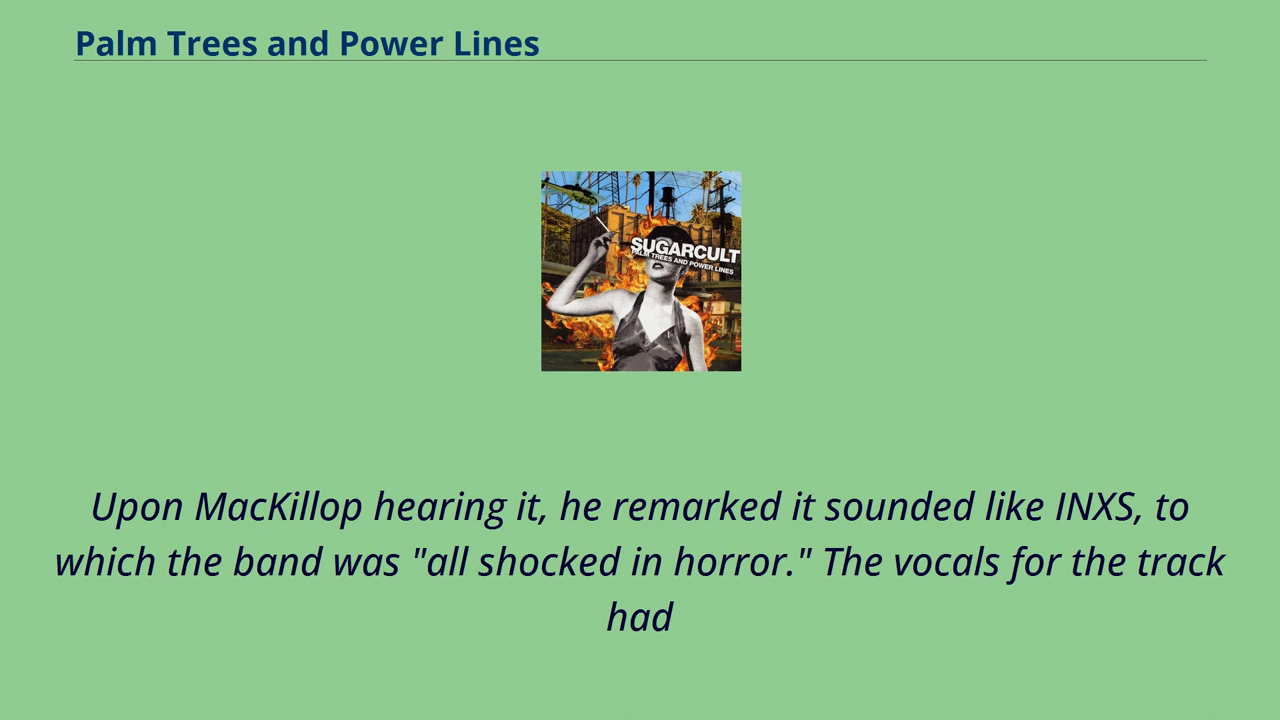 Palm Trees and Power Lines
SUGARCULT
PALM TREES AND POWER LINES
Upon MacKillop hearing it, he remarked it sounded like INXS, to
which the band was "all shocked in horror." The vocals for the track
had